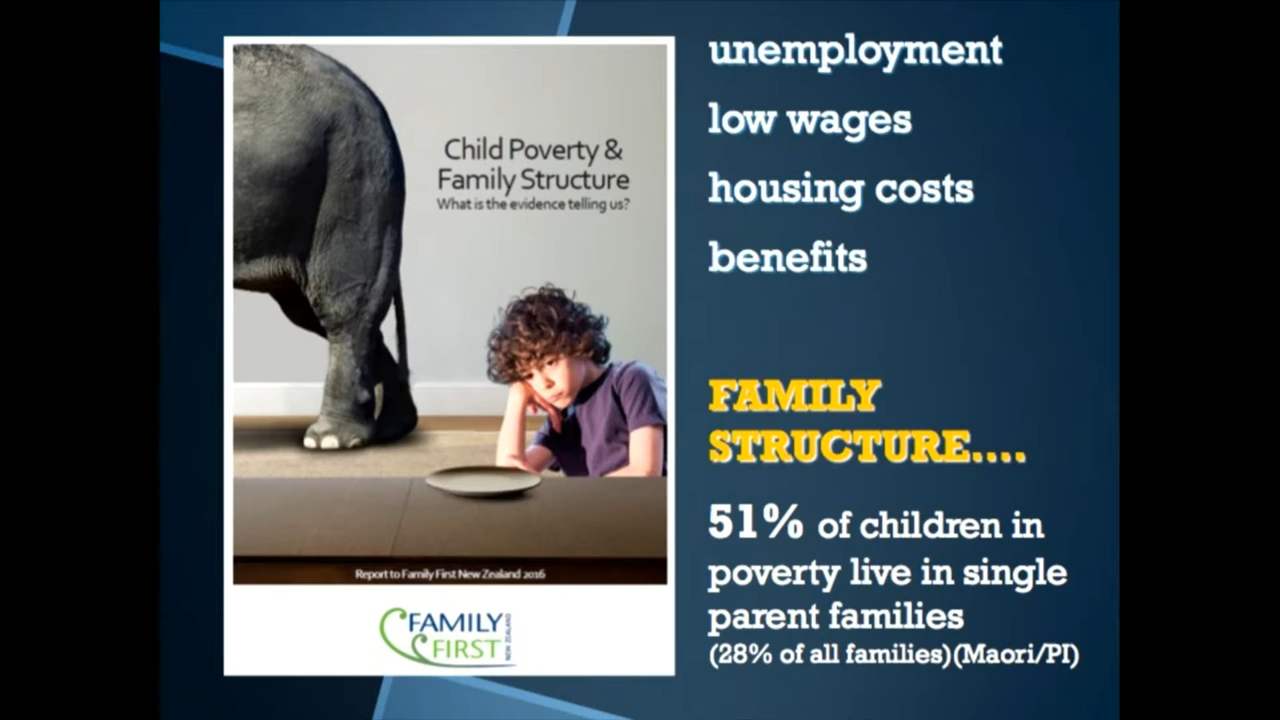 Child Poverty &
Family Structure
What is the evidence telling us?
Report to Family First New Zealand 2016
FAMILY
FIRST
NEW ZEALAND
unemployment
low wages
housing costs
benefits
FAMILY
STRUCTURE....
51% of children in
poverty live in single
parent families
(28% of all families)(Maori/PI)